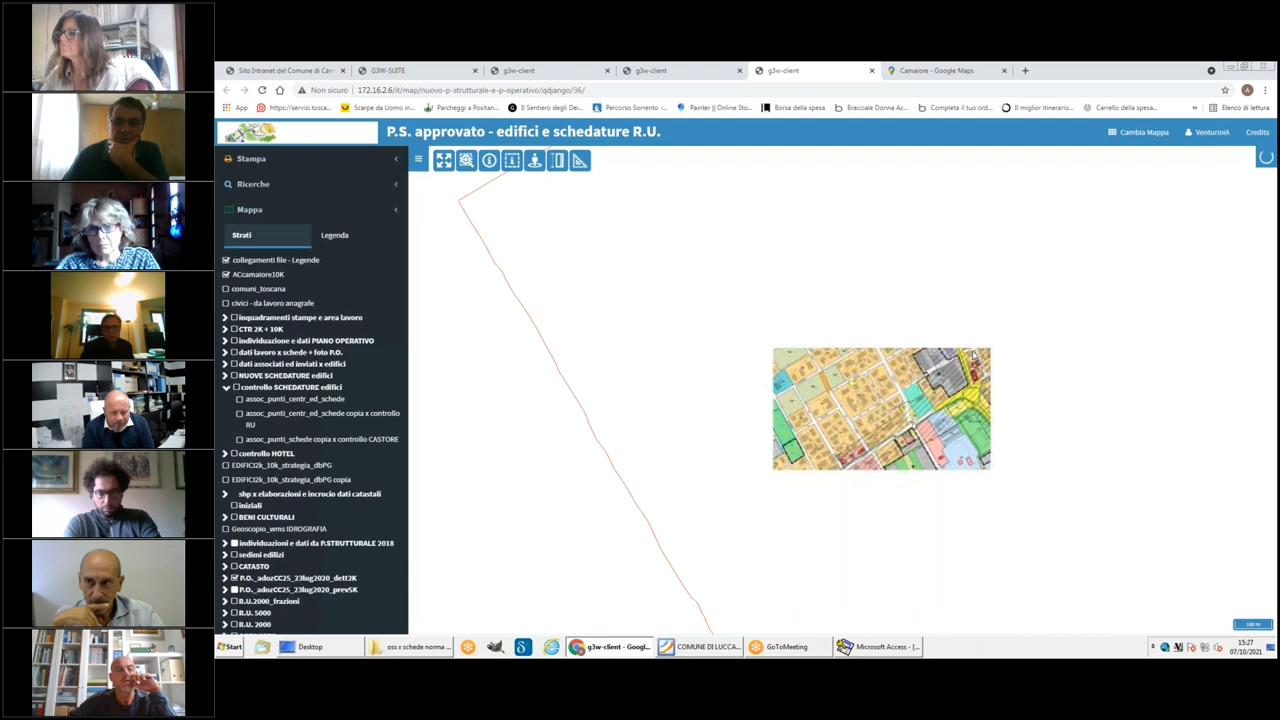 Sito Intranet del Comune di Cam
G3W-SUITE
g3w-client
g3w-client
g3w-client
Camaiore - Google Maps
Non sicuro
172.16.2.6/it/map/nuovo-p-strutturale-e-p-operativo/qdjango/36/
App
https://servizi.tosca...
Scarpe da Uomo in...
Parcheggi a Positan...
Il Sentiero degli Dei...
Percorso Sorrento -...
Painter || Online Sto...
Borsa della spesa
Bracciale Donna Ac...
Completa il tuo ord...
Il miglior itinerario...
Carrello della spesa...
Elenco di lettura
P.S. approvato - edifici e schedature R.U.
Cambia Mappa
VenturiniA
Credits
Stampa
Ricerche
Mappa
Strati
Legenda
collegamenti file - Legende
ACcamaiore10K
comuni_toscana
civici - da lavoro anagrafe
inquadramenti stampe e area lavoro
CTR 2K + 10K
individuazione e dati PIANO OPERATIVO
dati lavoro x schede + foto P.O.
dati associati ed inviati x edifici
NUOVE SCHEDATURE edifici
controllo SCHEDATURE edifici
assoc_punti_centr_ed_schede
assoc_punti_centr_ed_schede copia x controllo
RU
assoc_punti_schede copia x controllo CASTORE
controllo HOTEL
EDIFICI2k_10k_strategia_dbPG
EDIFICI2k_10k_strategia_dbPG copia
shp x elaborazioni e incrocio dati catastali
iniziali
BENI CULTURALI
Geoscopio_wms IDROGRAFIA
individuazioni e dati da P.STRUTTURALE 2018
sedimi edilizi
CATASTO
P.O._adozCC25_23lug2020_dett2K
P.O._adozCC25_23lug2020_prev5K
R.U.2000_frazioni
R.U. 5000
R.U. 2000
100 m
Start
Desktop
oss x schede norma ...
g3w-client - Googl...
COMUNE DI LUCCA...
GoToMeeting
Microsoft Access - [...
15:27
07/10/2021